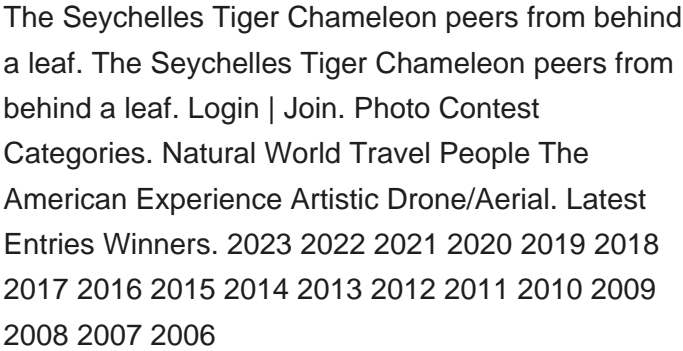 The Seychelles Tiger Chameleon peers from behind
a leaf. The Seychelles Tiger Chameleon peers from
behind a leaf. Login | Join. Photo Contest
Categories. Natural World Travel People The
American Experience Artistic Drone/Aerial. Latest
Entries Winners. 2023 2022 2021 2020 2019 2018
2017 2016 2015 2014 2013 2012 2011 2010 2009
2008 2007 2006